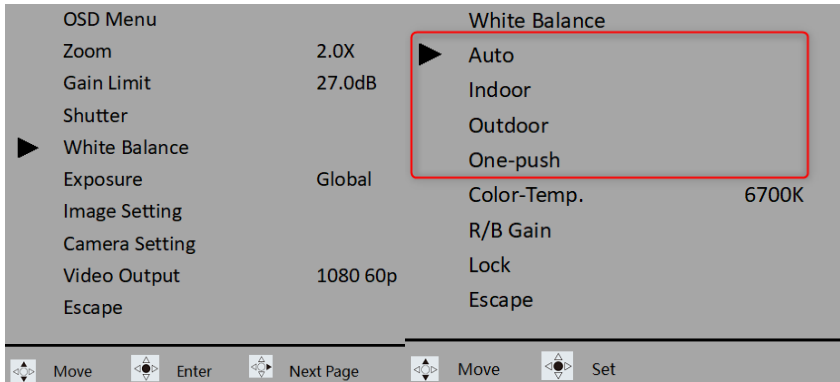 OSD Menu
Zoom 2.0X
Gain Limit 27.0dB
Shutter
White Balance
Exposure Global
Image Setting
Camera Setting
Video Output 1080 60p
Escape
Move Enter Next Page
White Balance
Auto
Indoor
Outdoor
One-push
Color-Temp. 6700K
R/B Gain
Lock
Escape
Move Set